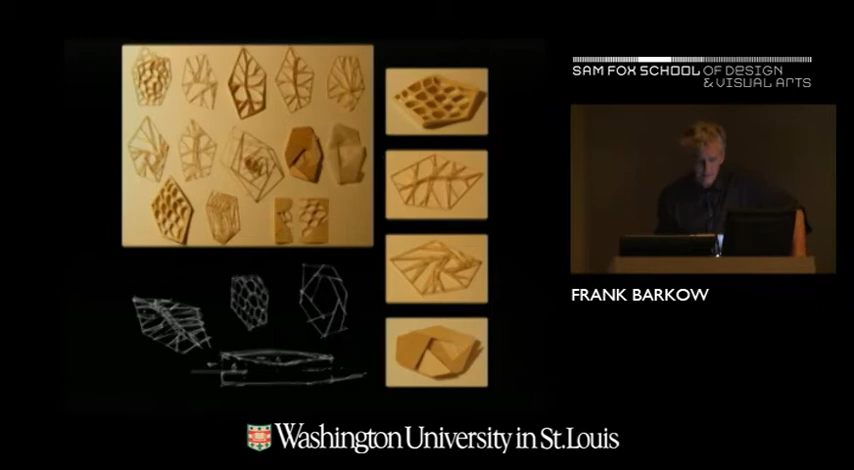 SAM FOX SCHOOL OF DESIGN
& VISUAL ARTS
FRANK BARKOW
Washington University in St. Louis